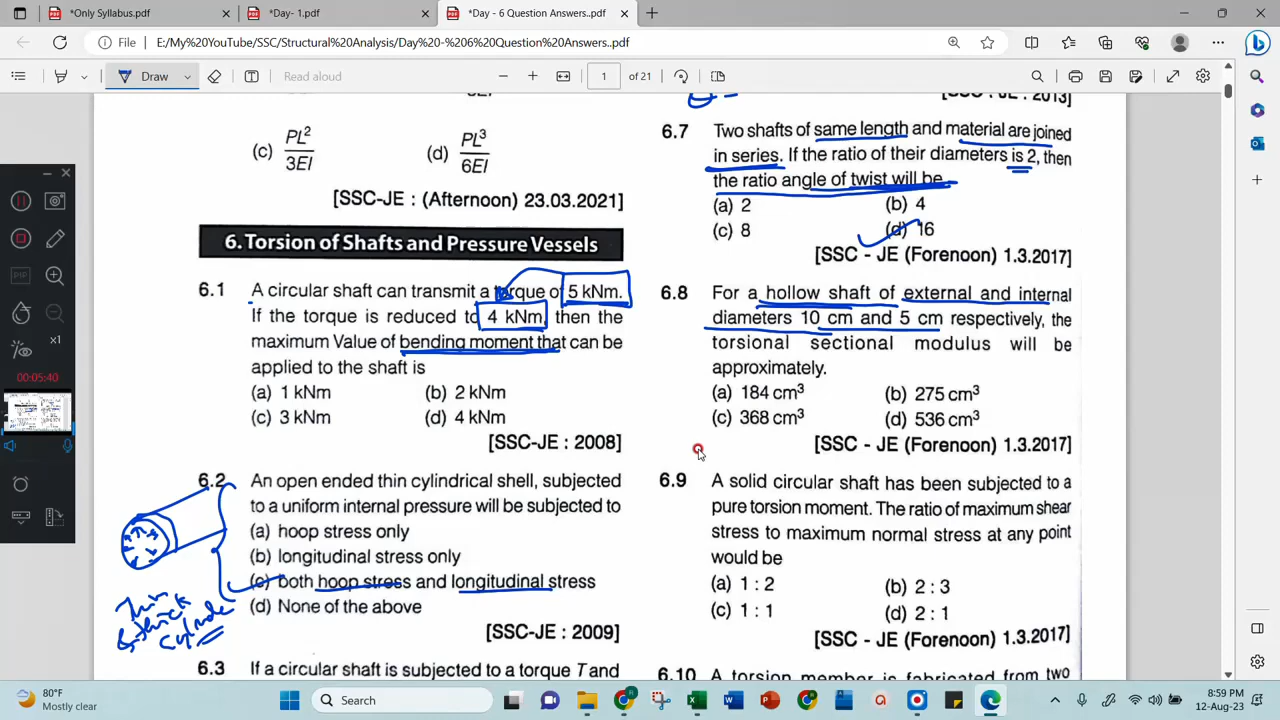 *Only Syllabus.pdf
*Day- 1.pdf
*Day - 6 Question Answers..pdf
File
E:/My%20YouTube/SSC/Structural%20Analysis/Day%20-%206%20Question%20Answers..pdf
Draw
Read aloud
1
of 21
(c) PL²/3EI
(d) PL³/6EI
[SSC-JE : (Afternoon) 23.03.2021]
6. Torsion of Shafts and Pressure Vessels
6.1 A circular shaft can transmit a torque of 5 kNm.
If the torque is reduced to 4 kNm, then the
maximum Value of bending moment that can be
applied to the shaft is
(a) 1 kNm (b) 2 kNm
(c) 3 kNm (d) 4 kNm
[SSC-JE : 2008]
6.2 An open ended thin cylindrical shell, subjected
to a uniform internal pressure will be subjected to
(a) hoop stress only
(b) longitudinal stress only
(c) both hoop stress and longitudinal stress
(d) None of the above
[SSC-JE : 2009]
Thin
& thick
6.3 If a circular shaft is subjected to a torque T and
[SSC - JE : 2013]
6.7 Two shafts of same length and material are joined
in series. If the ratio of their diameters is 2, then
the ratio angle of twist will be
(a) 2 (b) 4
(c) 8 (d) 16
[SSC - JE (Forenoon) 1.3.2017]
6.8 For a hollow shaft of external and internal
diameters 10 cm and 5 cm respectively, the
torsional sectional modulus will be
approximately.
(a) 184 cm³ (b) 275 cm³
(c) 368 cm³ (d) 536 cm³
[SSC - JE (Forenoon) 1.3.2017]
6.9 A solid circular shaft has been subjected to a
pure torsion moment. The ratio of maximum shear
stress to maximum normal stress at any point
would be
(a) 1 : 2 (b) 2 : 3
(c) 1 : 1 (d) 2 : 1
[SSC - JE (Forenoon) 1.3.2017]
6.10 A torsion member is fabricated from two
PIP
x1
00:05:40
80°F
Mostly clear
Search
8:59 PM
12-Aug-23